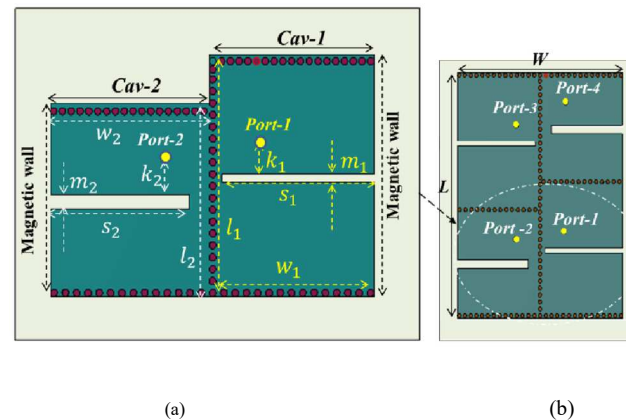 Cav-1
Cav-2
Magnetic wall
w₂
Port-2
k₂
m₂
s₂
l₂
Port-1
k₁
m₁
s₁
l₁
w₁
Magnetic wall
(a)
W
L
Port-3
Port-4
Port -2
Port-1
(b)